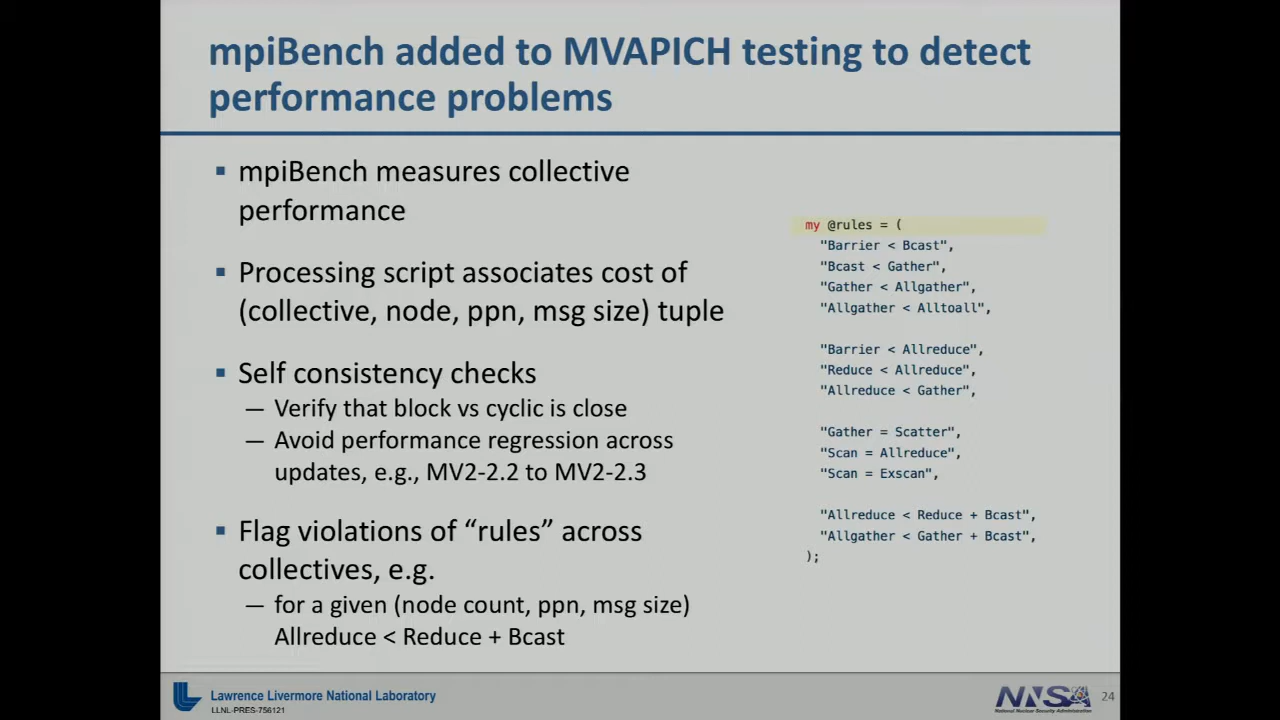 mpiBench added to MVAPICH testing to detect
performance problems
▪ mpiBench measures collective
performance
▪ Processing script associates cost of
(collective, node, ppn, msg size) tuple
▪ Self consistency checks
— Verify that block vs cyclic is close
— Avoid performance regression across
updates, e.g., MV2-2.2 to MV2-2.3
▪ Flag violations of “rules” across
collectives, e.g.
— for a given (node count, ppn, msg size)
Allreduce < Reduce + Bcast
my @rules = (
"Barrier < Bcast",
"Bcast < Gather",
"Gather < Allgather",
"Allgather < Alltoall",
"Barrier < Allreduce",
"Reduce < Allreduce",
"Allreduce < Gather",
"Gather = Scatter",
"Scan = Allreduce",
"Scan = Exscan",
"Allreduce < Reduce + Bcast",
"Allgather < Gather + Bcast",
);
Lawrence Livermore National Laboratory
LLNL-PRES-756121
NNSA
National Nuclear Security Administration
24